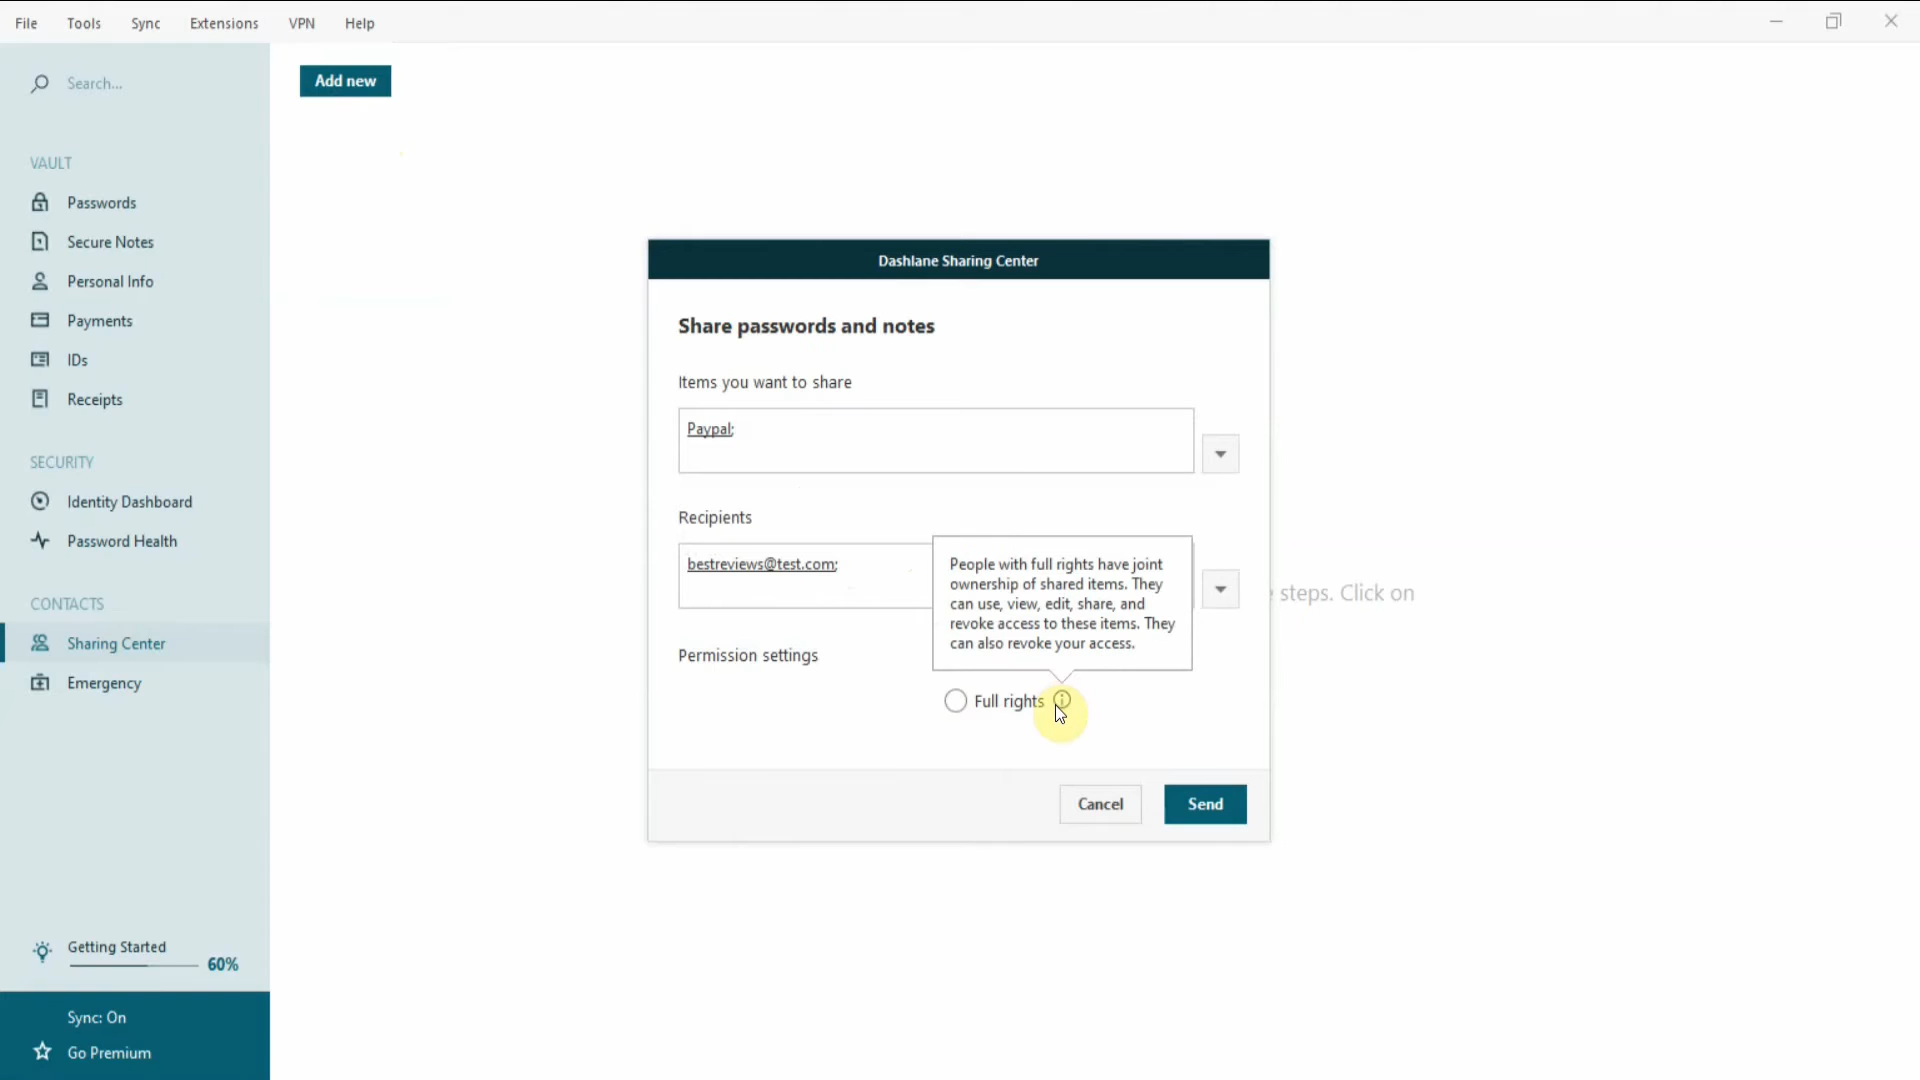 File Tools Sync Extensions VPN Help
Search...
Add new
VAULT
Passwords
Secure Notes
Personal Info
Payments
IDs
Receipts
SECURITY
Identity Dashboard
Password Health
CONTACTS
Sharing Center
Emergency
Getting Started
60%
Sync: On
Go Premium
Dashlane Sharing Center
Share passwords and notes
Items you want to share
Paypal;
Recipients
bestreviews@test.com;
People with full rights have joint
ownership of shared items. They
can use, view, edit, share, and
revoke access to these items. They
can also revoke your access.
Permission settings
Full rights
Cancel Send
steps. Click on